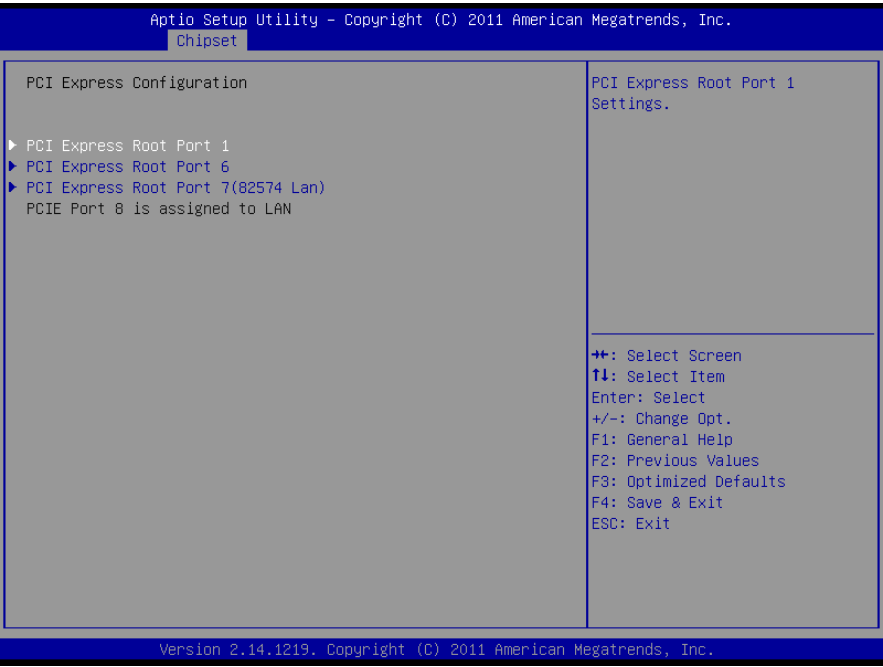 Aptio Setup Utility – Copyright (C) 2011 American Megatrends, Inc.
Chipset
PCI Express Configuration
PCI Express Root Port 1
PCI Express Root Port 6
PCI Express Root Port 7(82574 Lan)
PCIE Port 8 is assigned to LAN
PCI Express Root Port 1
Settings.
→←: Select Screen
↑↓: Select Item
Enter: Select
+/-: Change Opt.
F1: General Help
F2: Previous Values
F3: Optimized Defaults
F4: Save & Exit
ESC: Exit
Version 2.14.1219. Copyright (C) 2011 American Megatrends, Inc.